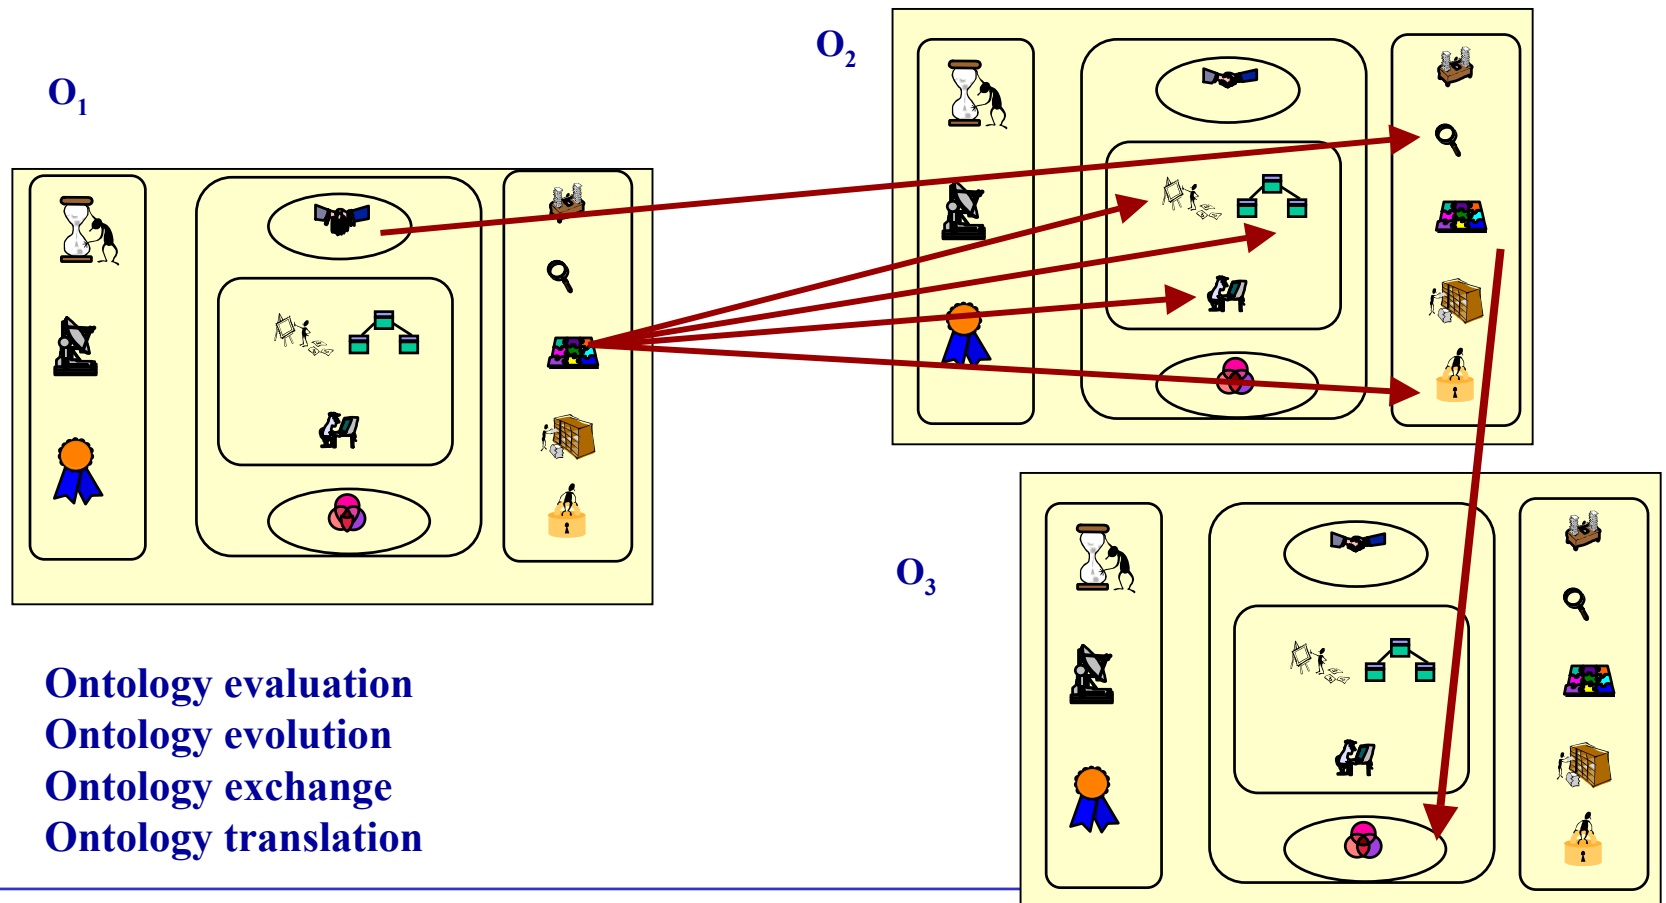 O2
O1
O3
Ontology evaluation
Ontology evolution
Ontology exchange
Ontology translation